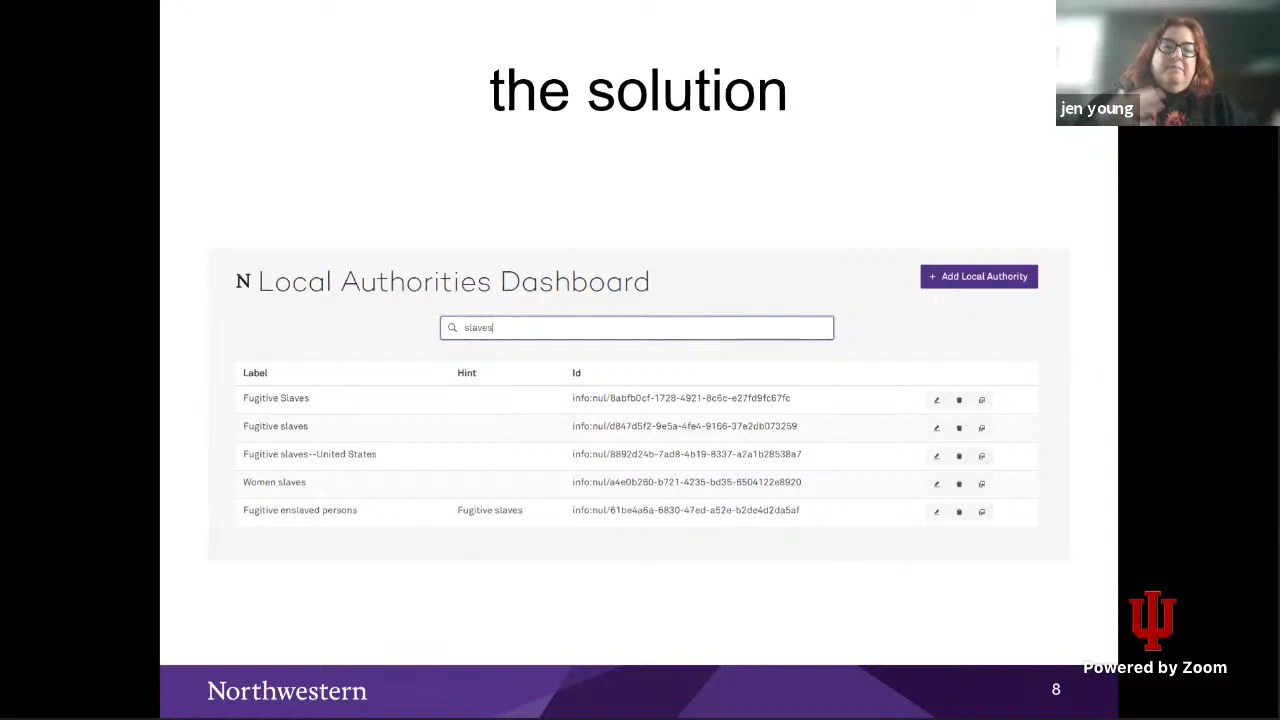 the solution
jen young
N Local Authorities Dashboard
+ Add Local Authority
slaves
Label Hint Id
Fugitive Slaves info:nul/8abfb0cf-1728-4921-8c6c-e27fd9fc67fc
Fugitive slaves info:nul/d847d5f2-9e5a-4fe4-9166-37e2db073259
Fugitive slaves--United States info:nul/8892d24b-7ad8-4b19-8337-a2a1b28538a7
Women slaves info:nul/a4e0b260-b721-4235-bd35-6504122e8920
Fugitive enslaved persons Fugitive slaves info:nul/61be4a6a-6830-47ed-a52e-b2de4d2da5af
Powered by Zoom
Northwestern
8